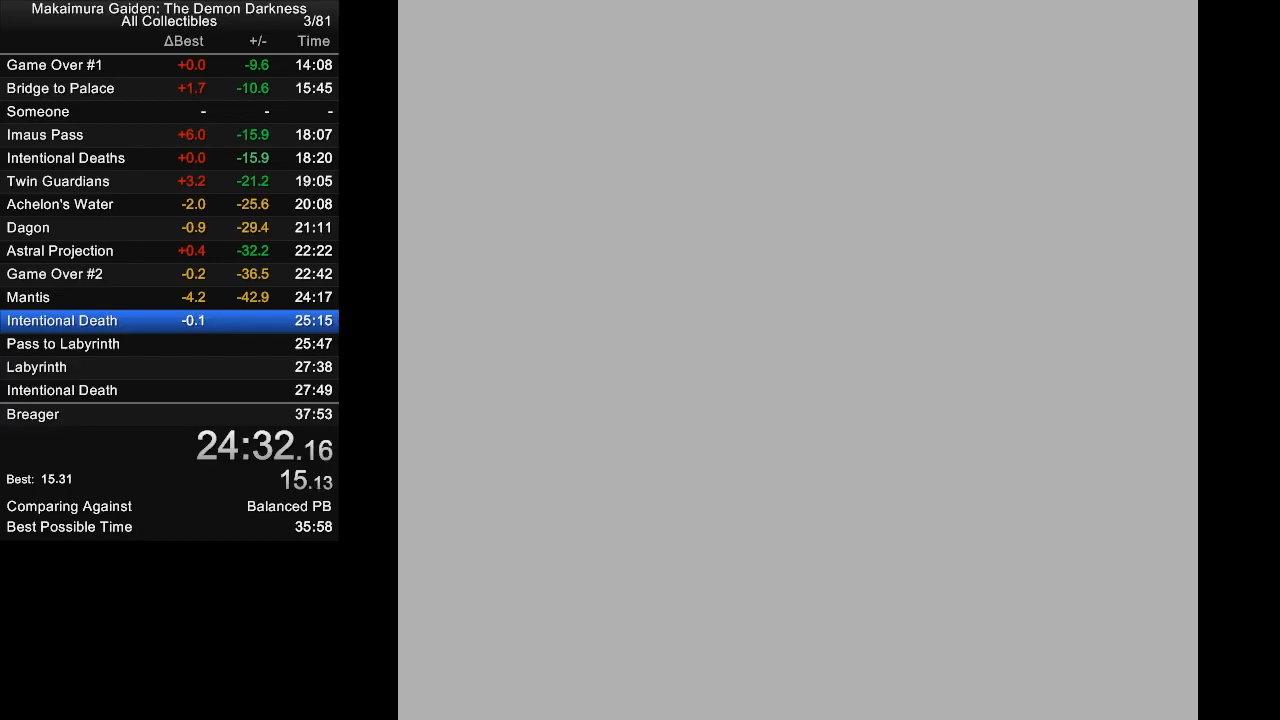 Makaimura Gaiden: The Demon Darkness
All Collectibles 3/81
ΔBest +/- Time
Game Over #1 +0.0 -9.6 14:08
Bridge to Palace +1.7 -10.6 15:45
Someone - - -
Imaus Pass +6.0 -15.9 18:07
Intentional Deaths +0.0 -15.9 18:20
Twin Guardians +3.2 -21.2 19:05
Achelon's Water -2.0 -25.6 20:08
Dagon -0.9 -29.4 21:11
Astral Projection +0.4 -32.2 22:22
Game Over #2 -0.2 -36.5 22:42
Mantis -4.2 -42.9 24:17
Intentional Death -0.1 25:15
Pass to Labyrinth 25:47
Labyrinth 27:38
Intentional Death 27:49
Breager 37:53
24:32.16
Best: 15.31 15.13
Comparing Against Balanced PB
Best Possible Time 35:58